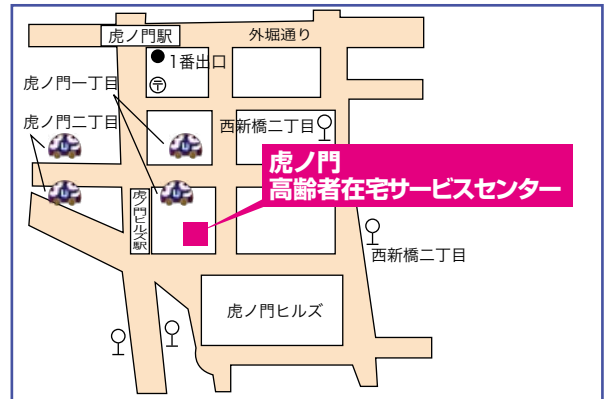 虎ノ門駅
外堀通り
1番出口
〒
虎ノ門一丁目
虎ノ門二丁目
西新橋二丁目
虎ノ門
高齢者在宅サービスセンター
虎ノ門ヒルズ駅
西新橋二丁目
虎ノ門ヒルズ